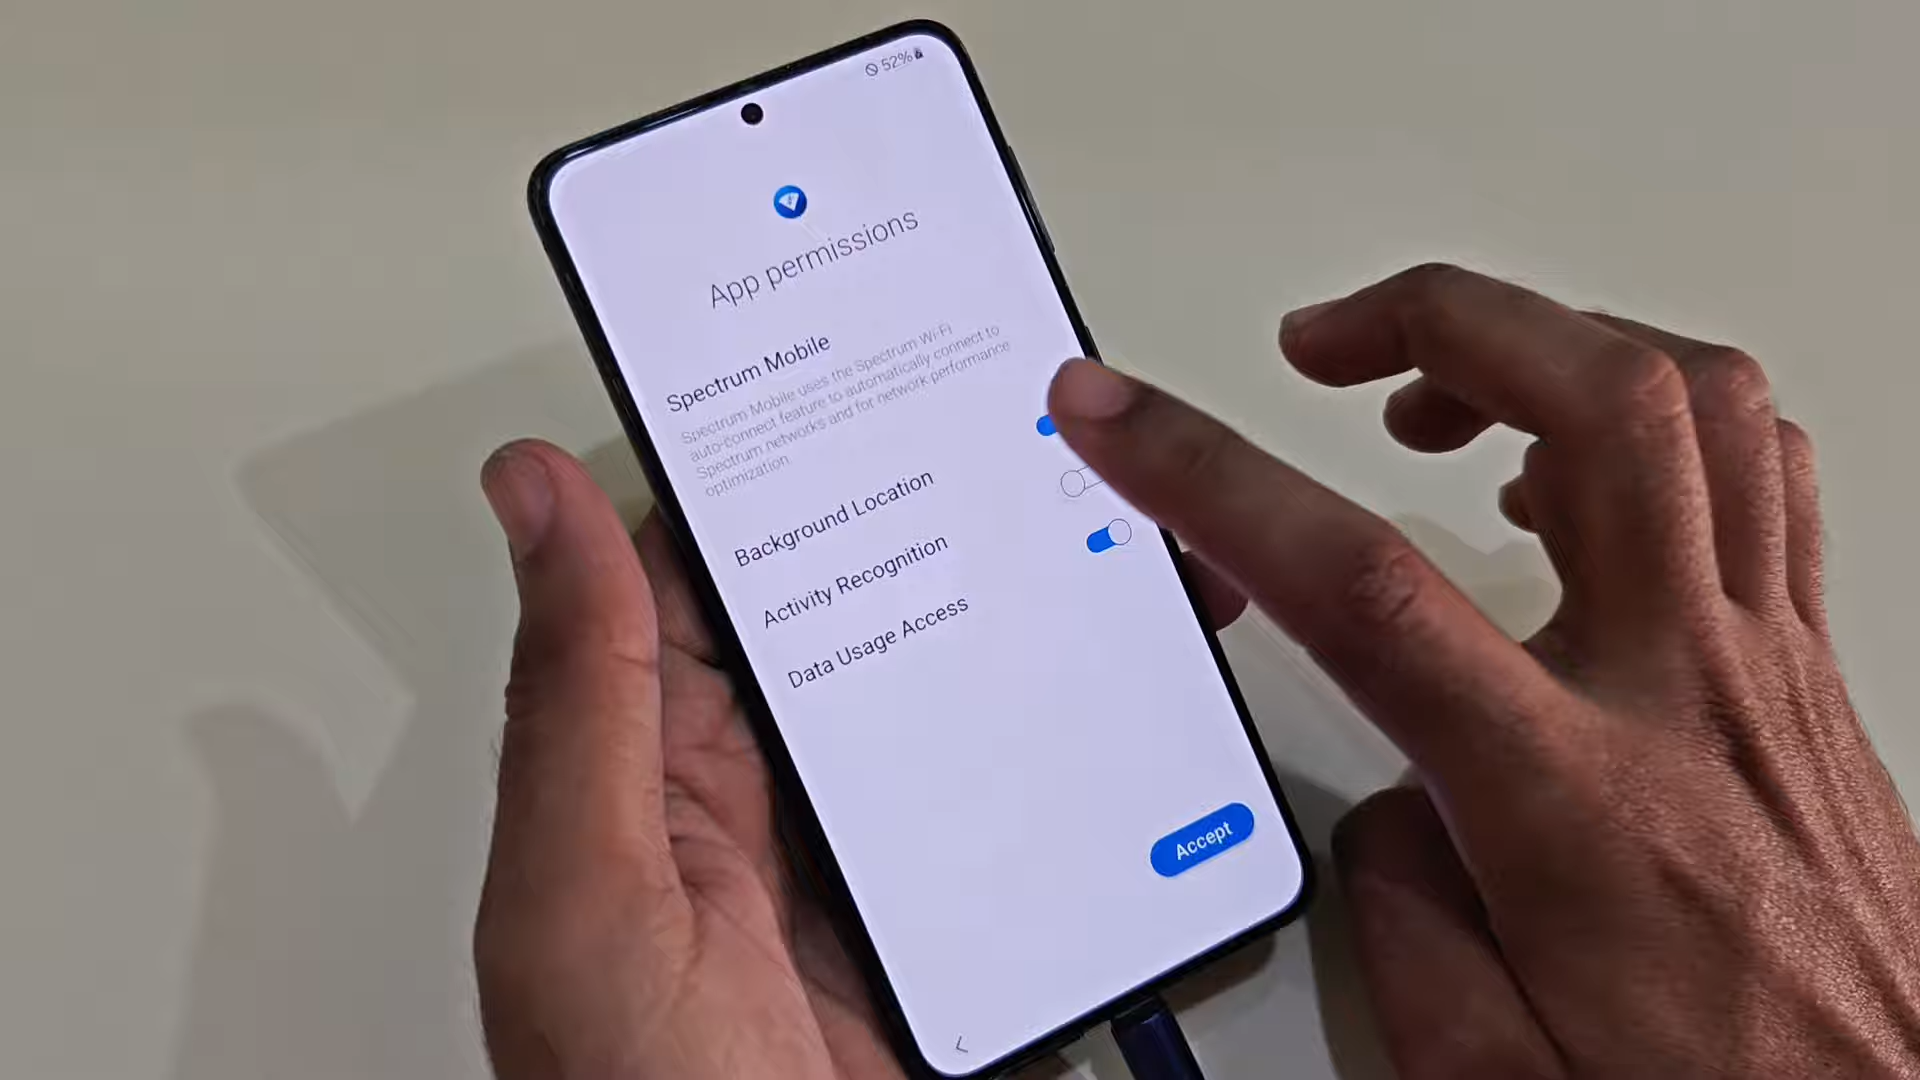 52%
App permissions
Spectrum Mobile
Spectrum Mobile uses the Spectrum Wi-Fi
auto-connect feature to automatically connect to
Spectrum networks and for network performance
optimization
Background Location
Activity Recognition
Data Usage Access
Accept